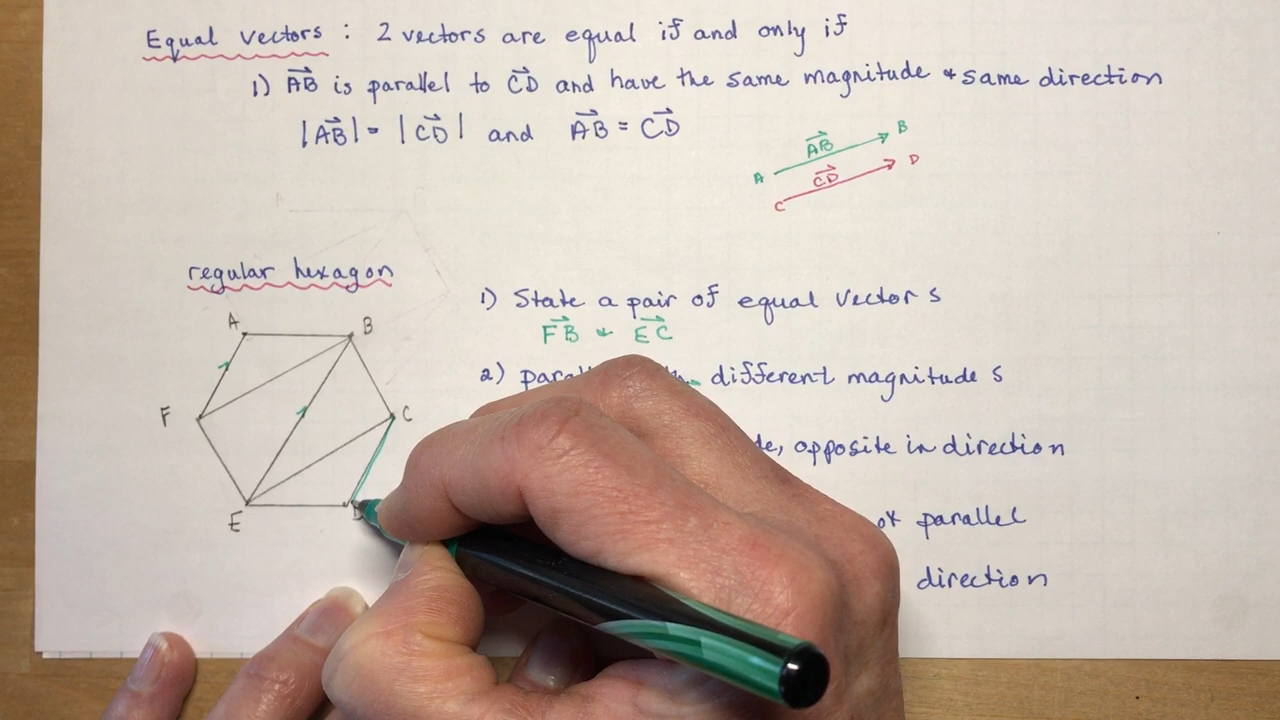 Equal vectors : 2 vectors are equal if and only if
1) AB is parallel to CD and have the same magnitude & same direction
|AB| = |CD| and AB = CD
AB
B
A
CD
D
C
regular hexagon
1) State a pair of equal vectors
FB & EC
2) different magnitudes
opposite in direction
parallel
direction
A
B
F
C
E